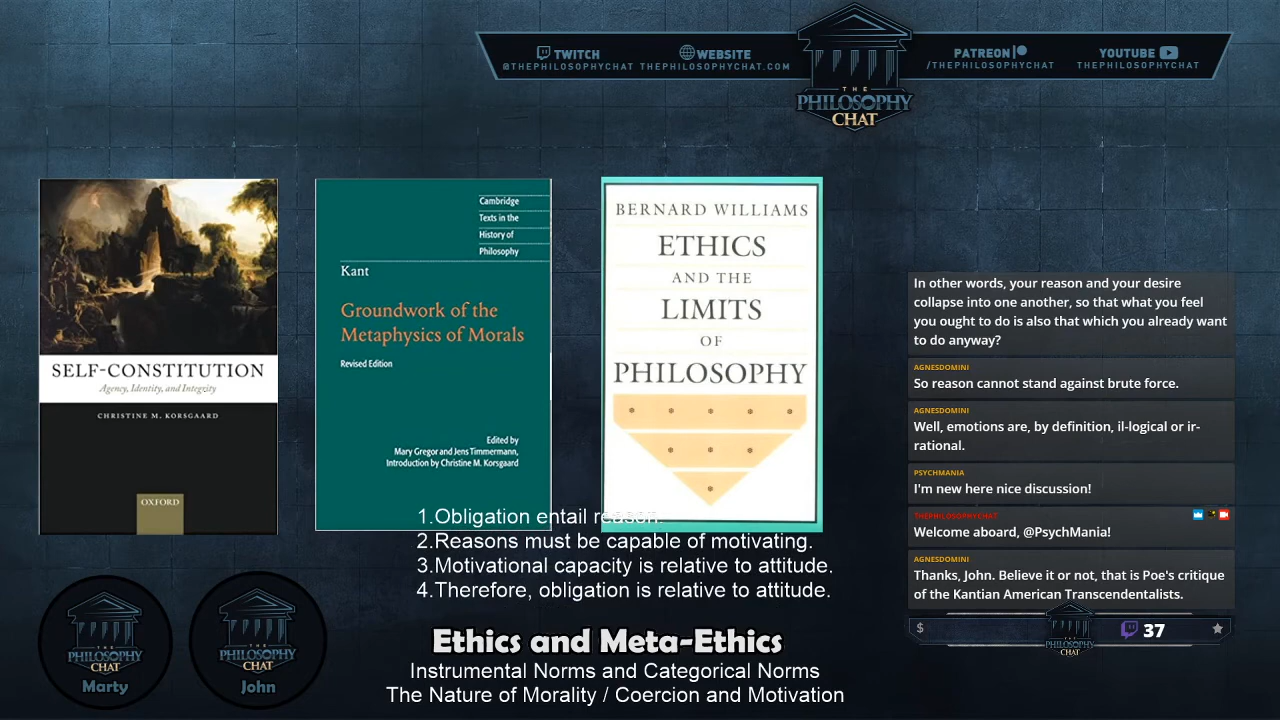 TWITCH
@THEPHILOSOPHYCHAT
WEBSITE
THEPHILOSOPHYCHAT.COM
THE
PHILOSOPHY
CHAT
PATREON
/THEPHILOSOPHYCHAT
YOUTUBE
THEPHILOSOPHYCHAT
SELF-CONSTITUTION
Agency, Identity, and Integrity
CHRISTINE M. KORSGAARD
OXFORD
Cambridge
Texts in the
History of
Philosophy
Kant
Groundwork of the
Metaphysics of Morals
Revised Edition
Edited by
Mary Gregor and Jens Timmermann,
Introduction by Christine M. Korsgaard
BERNARD WILLIAMS
ETHICS
AND THE
LIMITS
OF
PHILOSOPHY
1.Obligation entail reason.
2.Reasons must be capable of motivating.
3.Motivational capacity is relative to attitude.
4.Therefore, obligation is relative to attitude.
Ethics and Meta-Ethics
Instrumental Norms and Categorical Norms
The Nature of Morality / Coercion and Motivation
THE
PHILOSOPHY
CHAT
Marty
THE
PHILOSOPHY
CHAT
John
In other words, your reason and your desire
collapse into one another, so that what you feel
you ought to do is also that which you already want
to do anyway?
AGNESDOMINI
So reason cannot stand against brute force.
AGNESDOMINI
Well, emotions are, by definition, il-logical or ir-
rational.
PSYCHMANIA
I'm new here nice discussion!
THEPHILOSOPHYCHAT
Welcome aboard, @PsychMania!
AGNESDOMINI
Thanks, John. Believe it or not, that is Poe's critique
of the Kantian American Transcendentalists.
$
THE
PHILOSOPHY
CHAT
37